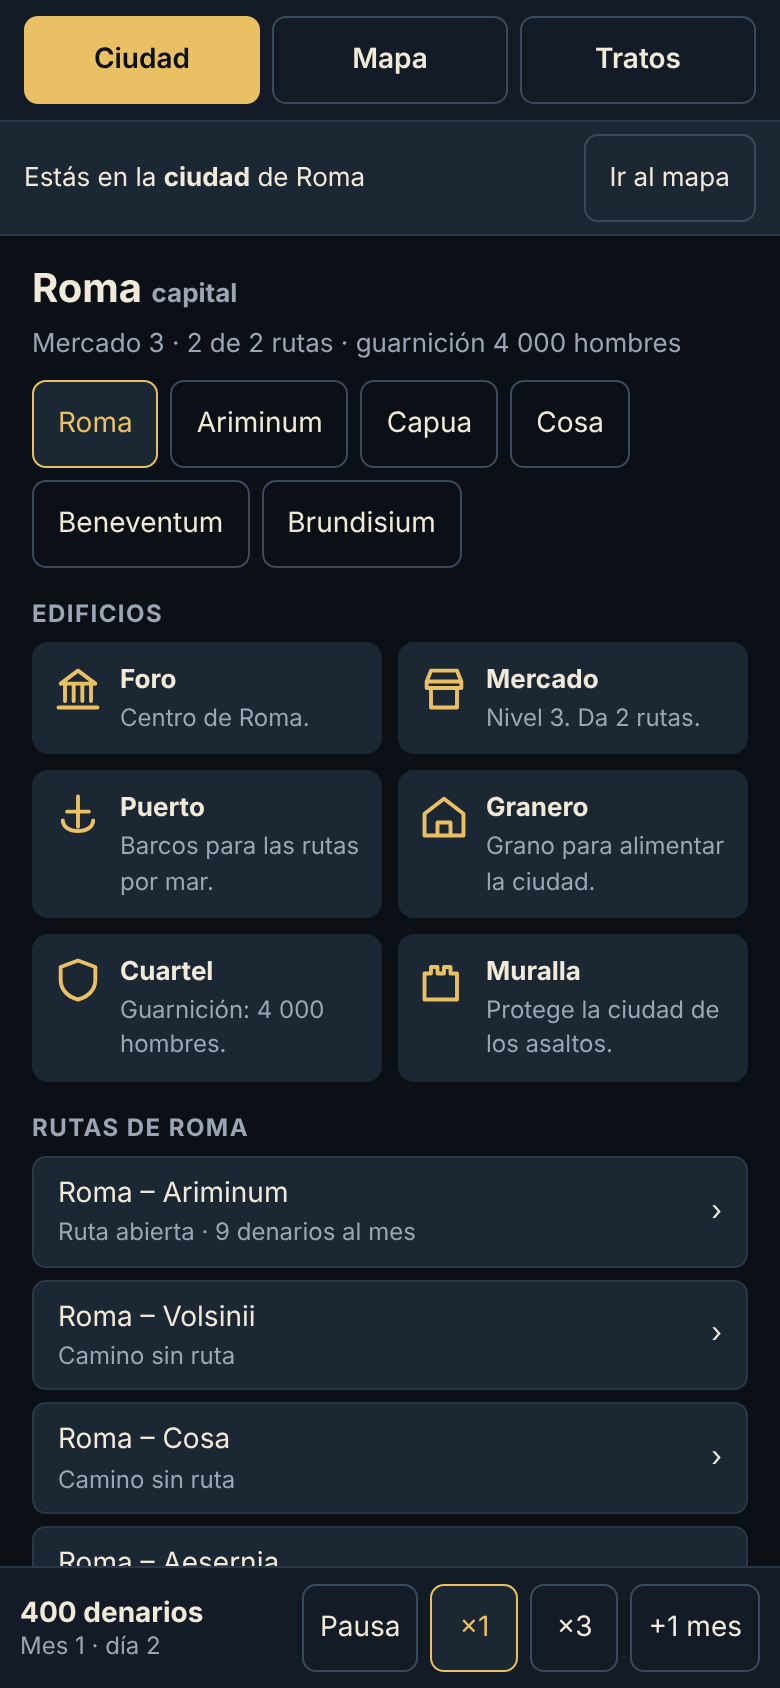 Ciudad
Mapa
Tratos
Estás en la ciudad de Roma
Ir al mapa
Roma capital
Mercado 3 · 2 de 2 rutas · guarnición 4 000 hombres
Roma
Ariminum
Capua
Cosa
Beneventum
Brundisium
EDIFICIOS
Foro
Centro de Roma.
Mercado
Nivel 3. Da 2 rutas.
Puerto
Barcos para las rutas
por mar.
Granero
Grano para alimentar
la ciudad.
Cuartel
Guarnición: 4 000
hombres.
Muralla
Protege la ciudad de
los asaltos.
RUTAS DE ROMA
Roma – Ariminum
Ruta abierta · 9 denarios al mes
Roma – Volsinii
Camino sin ruta
Roma – Cosa
Camino sin ruta
Roma – Aesernia
400 denarios
Mes 1 · día 2
Pausa
×1
×3
+1 mes